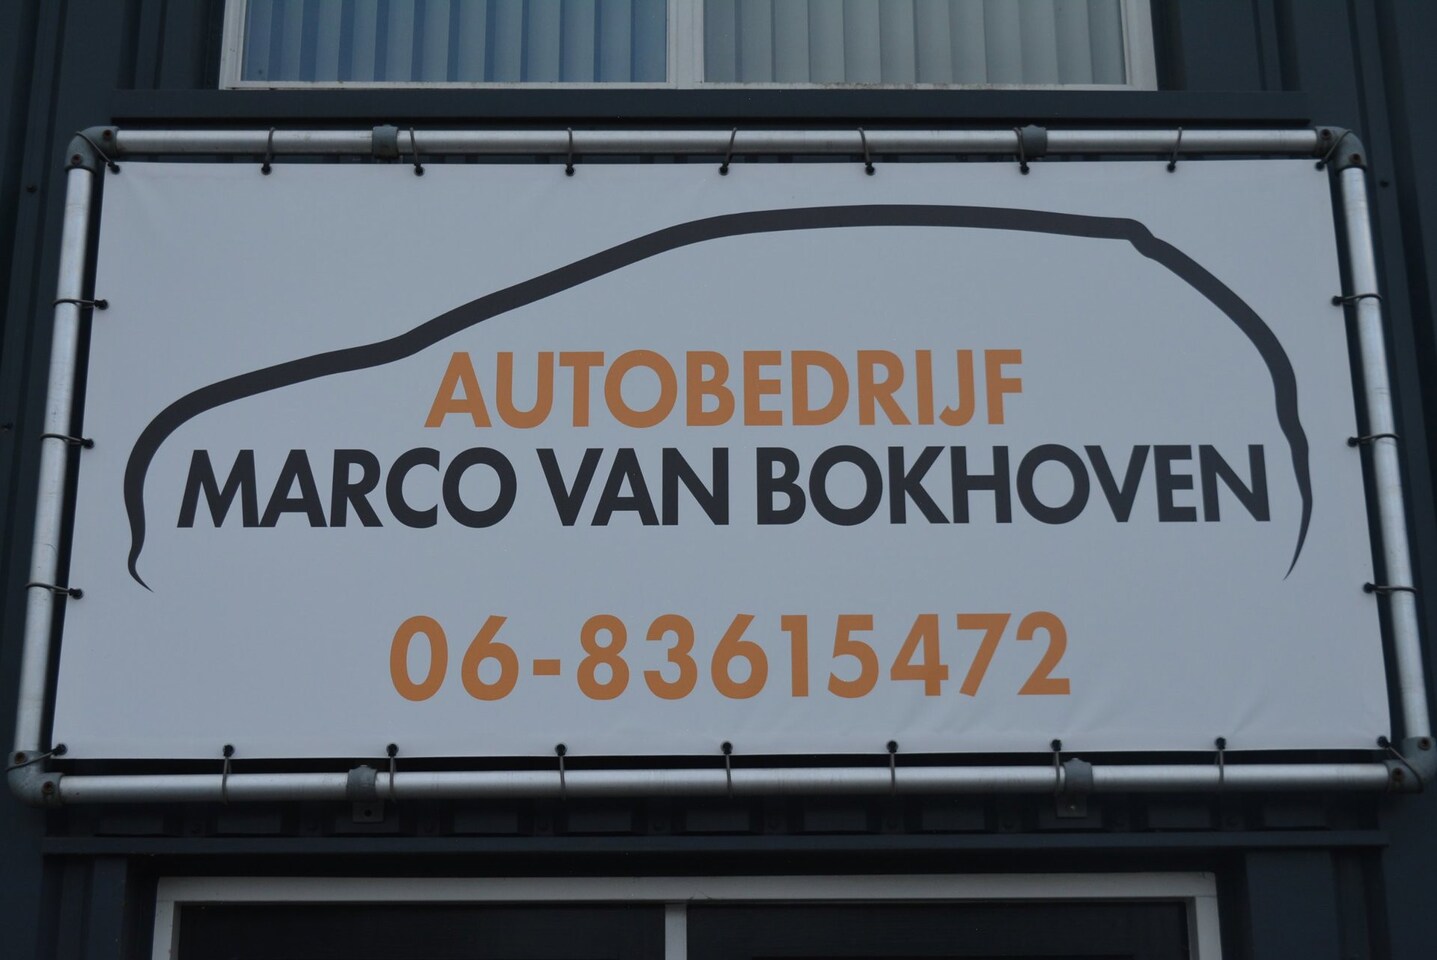 AUTOBEDRIJF
MARCO VAN BOKHOVEN
06-83615472